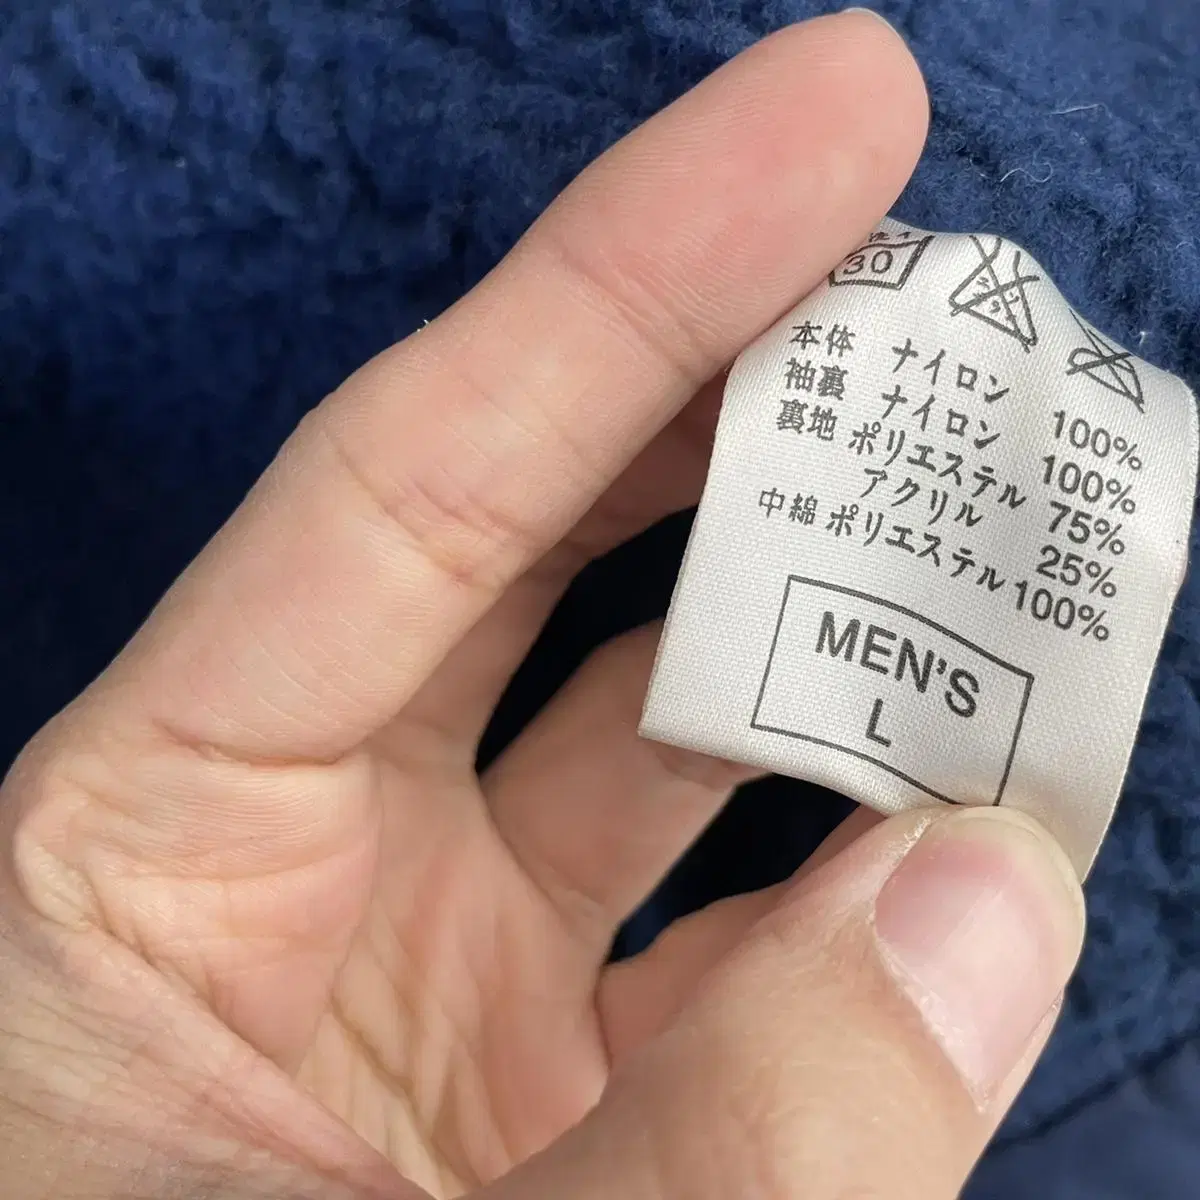 30
本体 ナイロン 100%
袖裏 ナイロン 100%
裏地 ポリエステル 75%
アクリル 25%
中綿 ポリエステル 100%
MEN'S
L